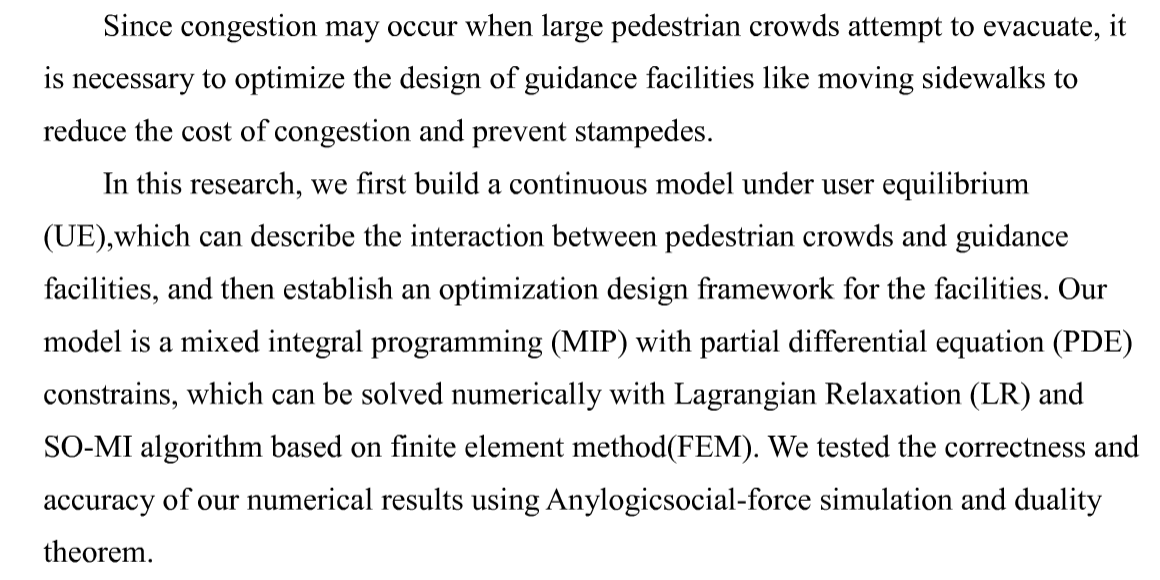 Since congestion may occur when large pedestrian crowds attempt to evacuate, it
is necessary to optimize the design of guidance facilities like moving sidewalks to
reduce the cost of congestion and prevent stampedes.
In this research, we first build a continuous model under user equilibrium
(UE),which can describe the interaction between pedestrian crowds and guidance
facilities, and then establish an optimization design framework for the facilities. Our
model is a mixed integral programming (MIP) with partial differential equation (PDE)
constrains, which can be solved numerically with Lagrangian Relaxation (LR) and
SO-MI algorithm based on finite element method(FEM). We tested the correctness and
accuracy of our numerical results using Anylogicsocial-force simulation and duality
theorem.